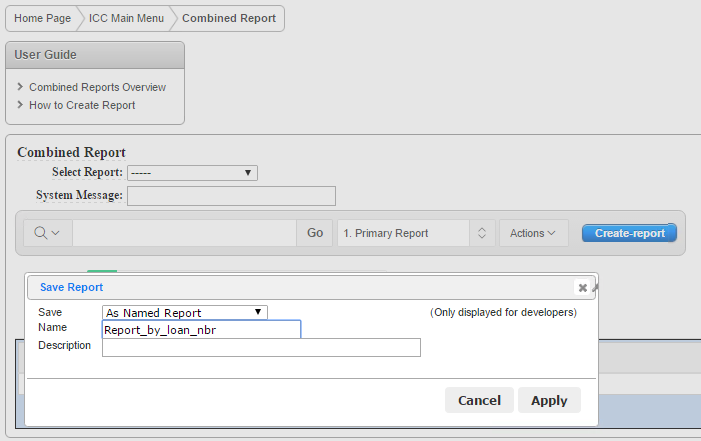 Home Page ICC Main Menu Combined Report
User Guide
Combined Reports Overview
How to Create Report
Combined Report
Select Report: -----
System Message:
Go 1. Primary Report Actions Create-report
Save Report
Save As Named Report (Only displayed for developers)
Name Report_by_loan_nbr
Description
Cancel Apply